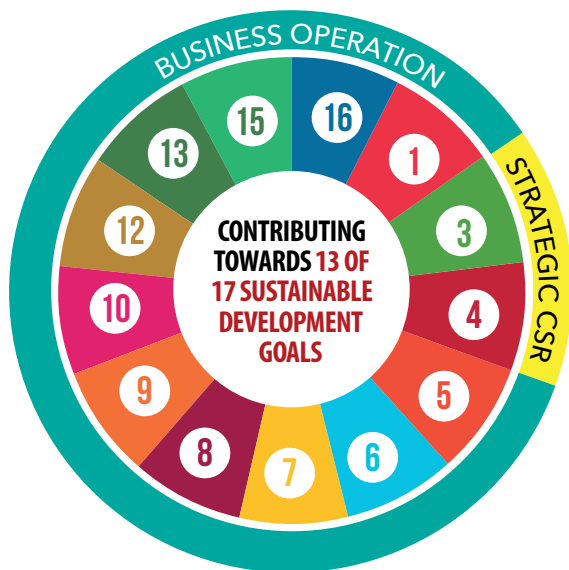 BUSINESS OPERATION
STRATEGIC CSR
16
1
3
4
5
6
7
8
9
10
12
13
15
CONTRIBUTING
TOWARDS 13 OF
17 SUSTAINABLE
DEVELOPMENT
GOALS